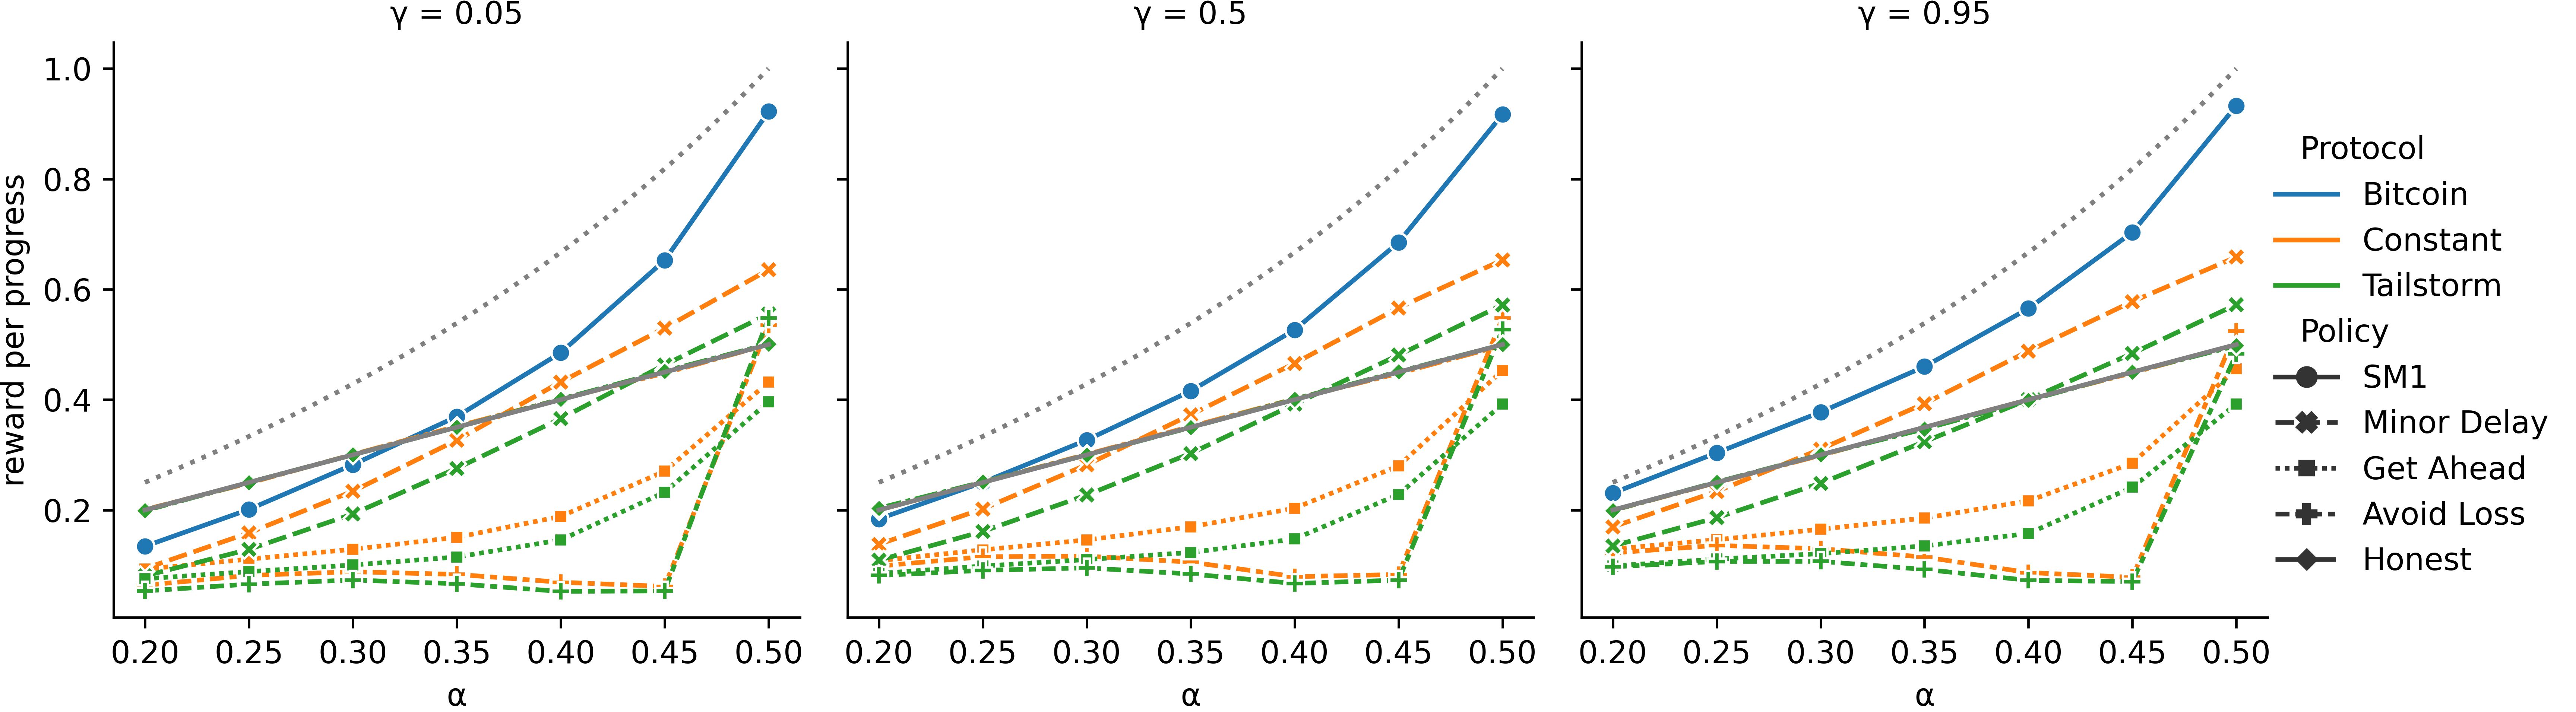 γ = 0.05
γ = 0.5
γ = 0.95
reward per progress
1.0
0.8
0.6
0.4
0.2
0.20 0.25 0.30 0.35 0.40 0.45 0.50
0.20 0.25 0.30 0.35 0.40 0.45 0.50
0.20 0.25 0.30 0.35 0.40 0.45 0.50
α
α
α
Protocol
Bitcoin
Constant
Tailstorm
Policy
SM1
Minor Delay
Get Ahead
Avoid Loss
Honest